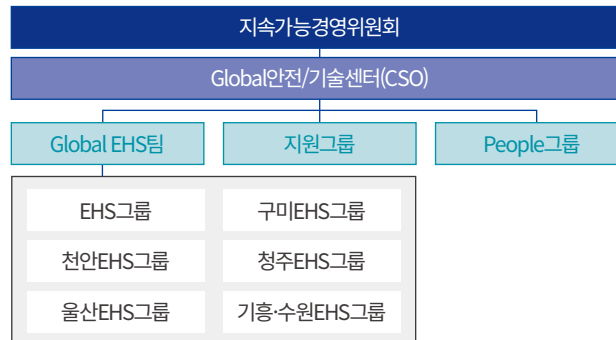 지속가능경영위원회
Global안전/기술센터(CSO)
Global EHS팀
지원그룹
People그룹
EHS그룹
구미EHS그룹
천안EHS그룹
청주EHS그룹
울산EHS그룹
기흥·수원EHS그룹